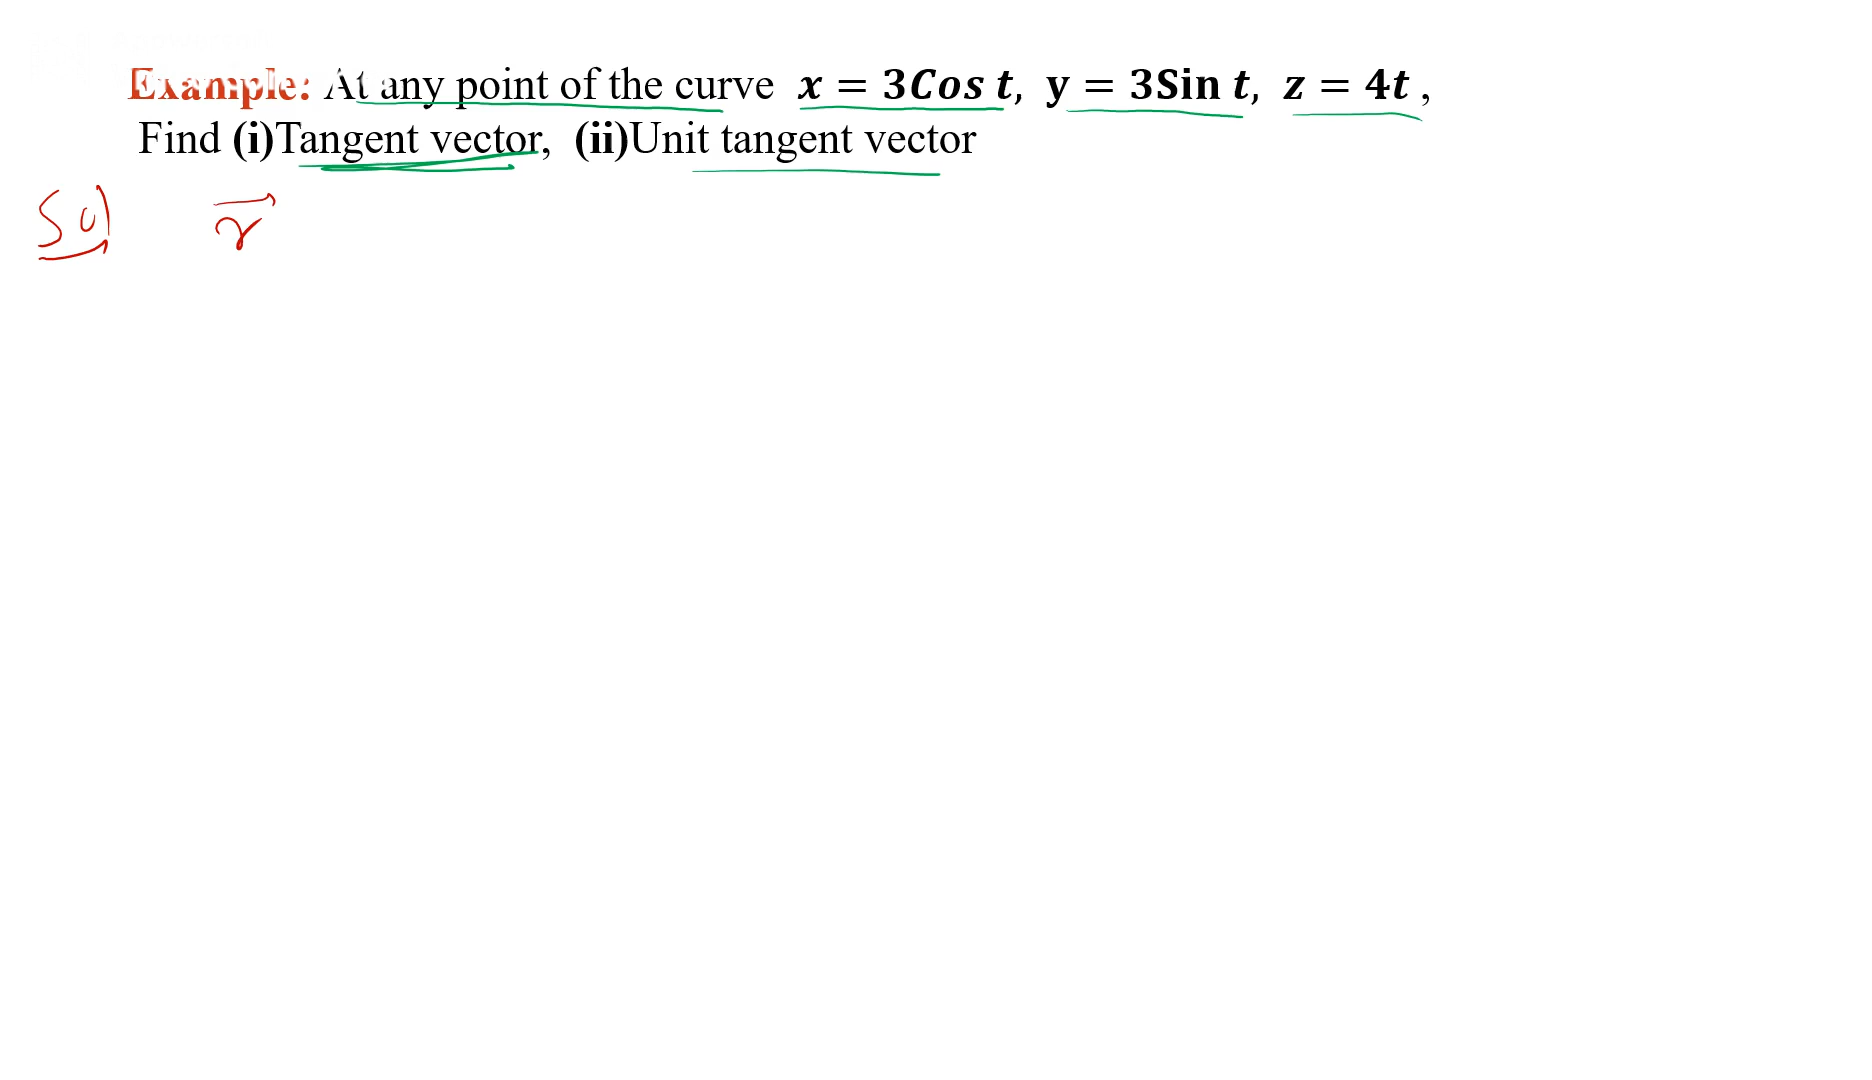 Example: At any point of the curve x = 3Cos t, y = 3Sin t, z = 4t ,
Find (i)Tangent vector, (ii)Unit tangent vector
Sol r⃗